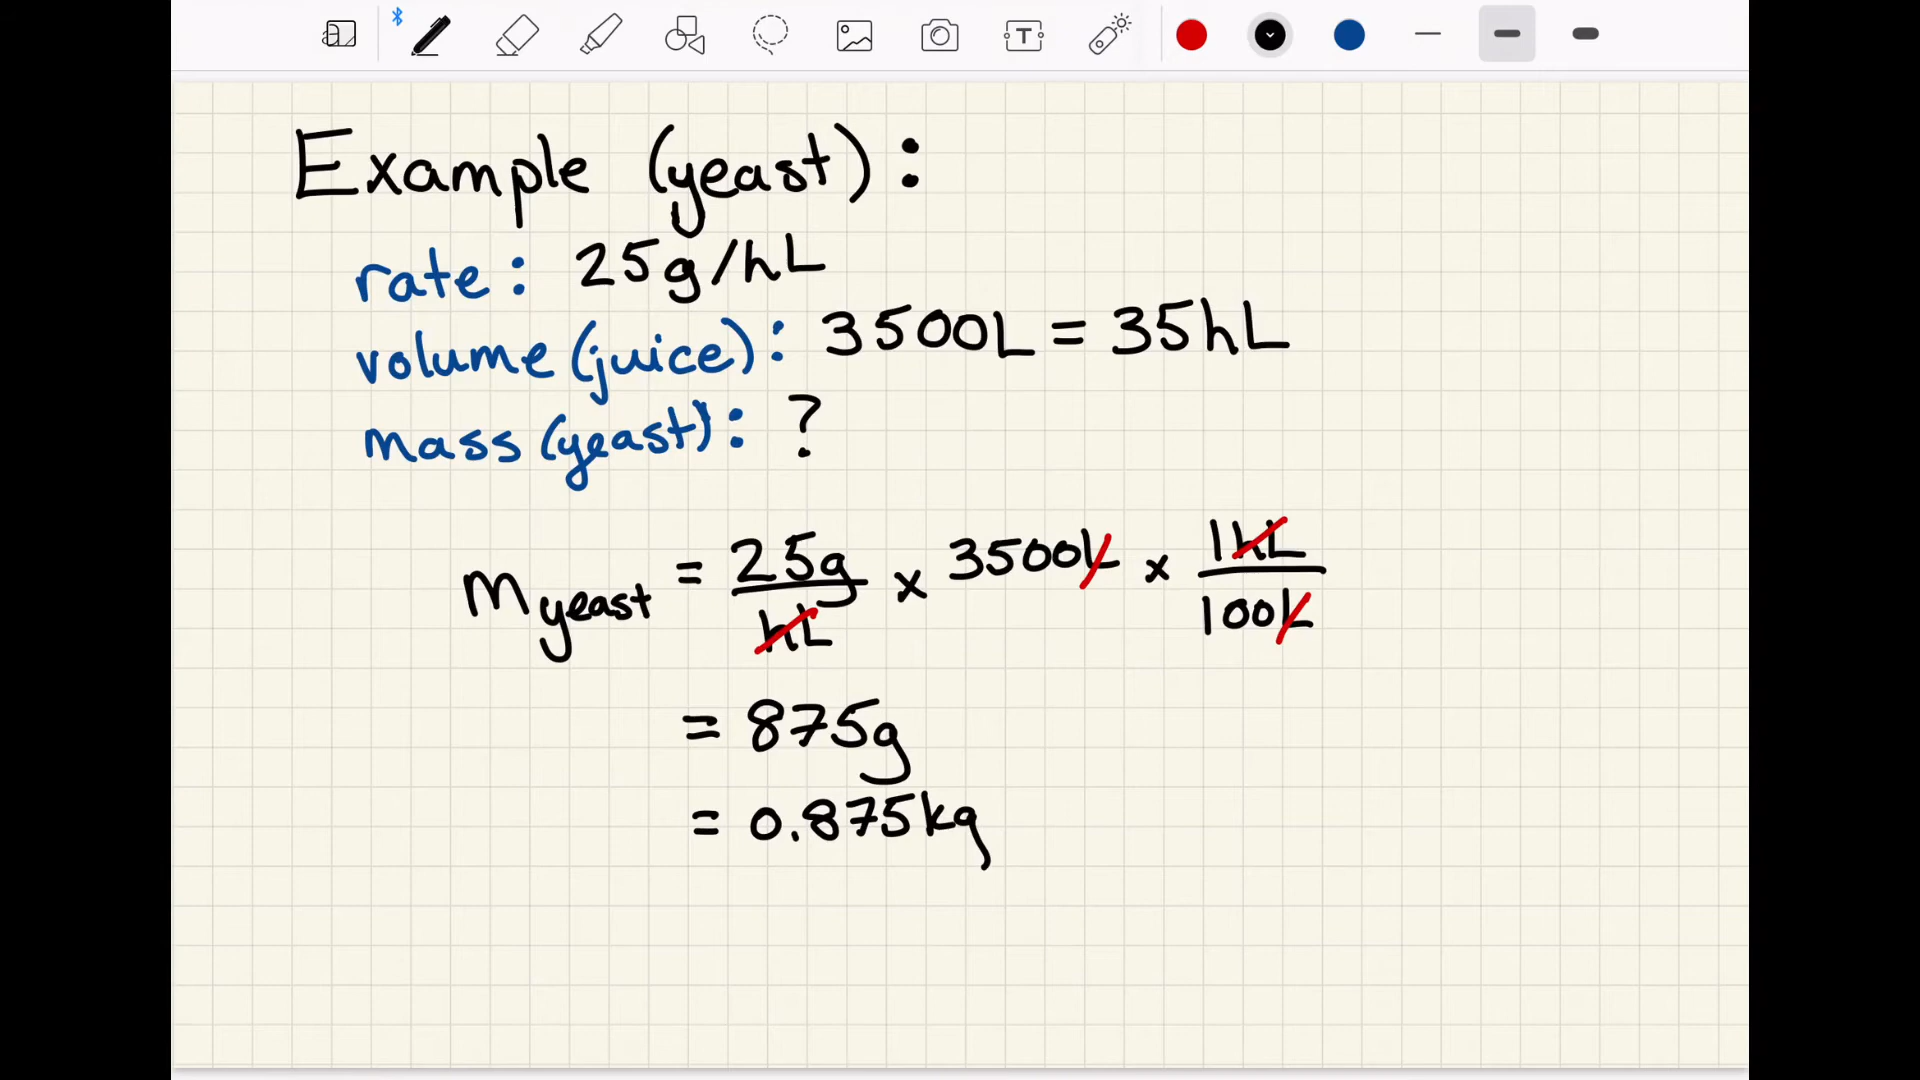 Example (yeast):
rate: 25g/hL
volume (juice): 3500L = 35hL
mass (yeast): ?
m yeast = 25g/hL x 3500L x 1hL/100L
= 875g
= 0.875kg